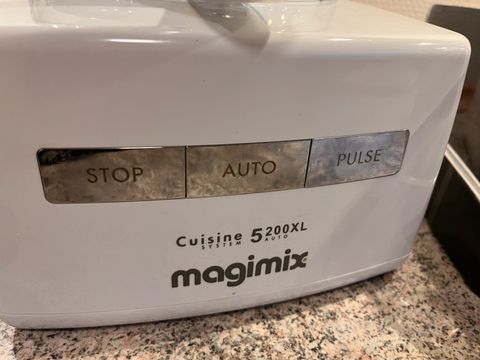 STOP AUTO PULSE
Cuisine 5200XL
SYSTEM AUTO
magimix